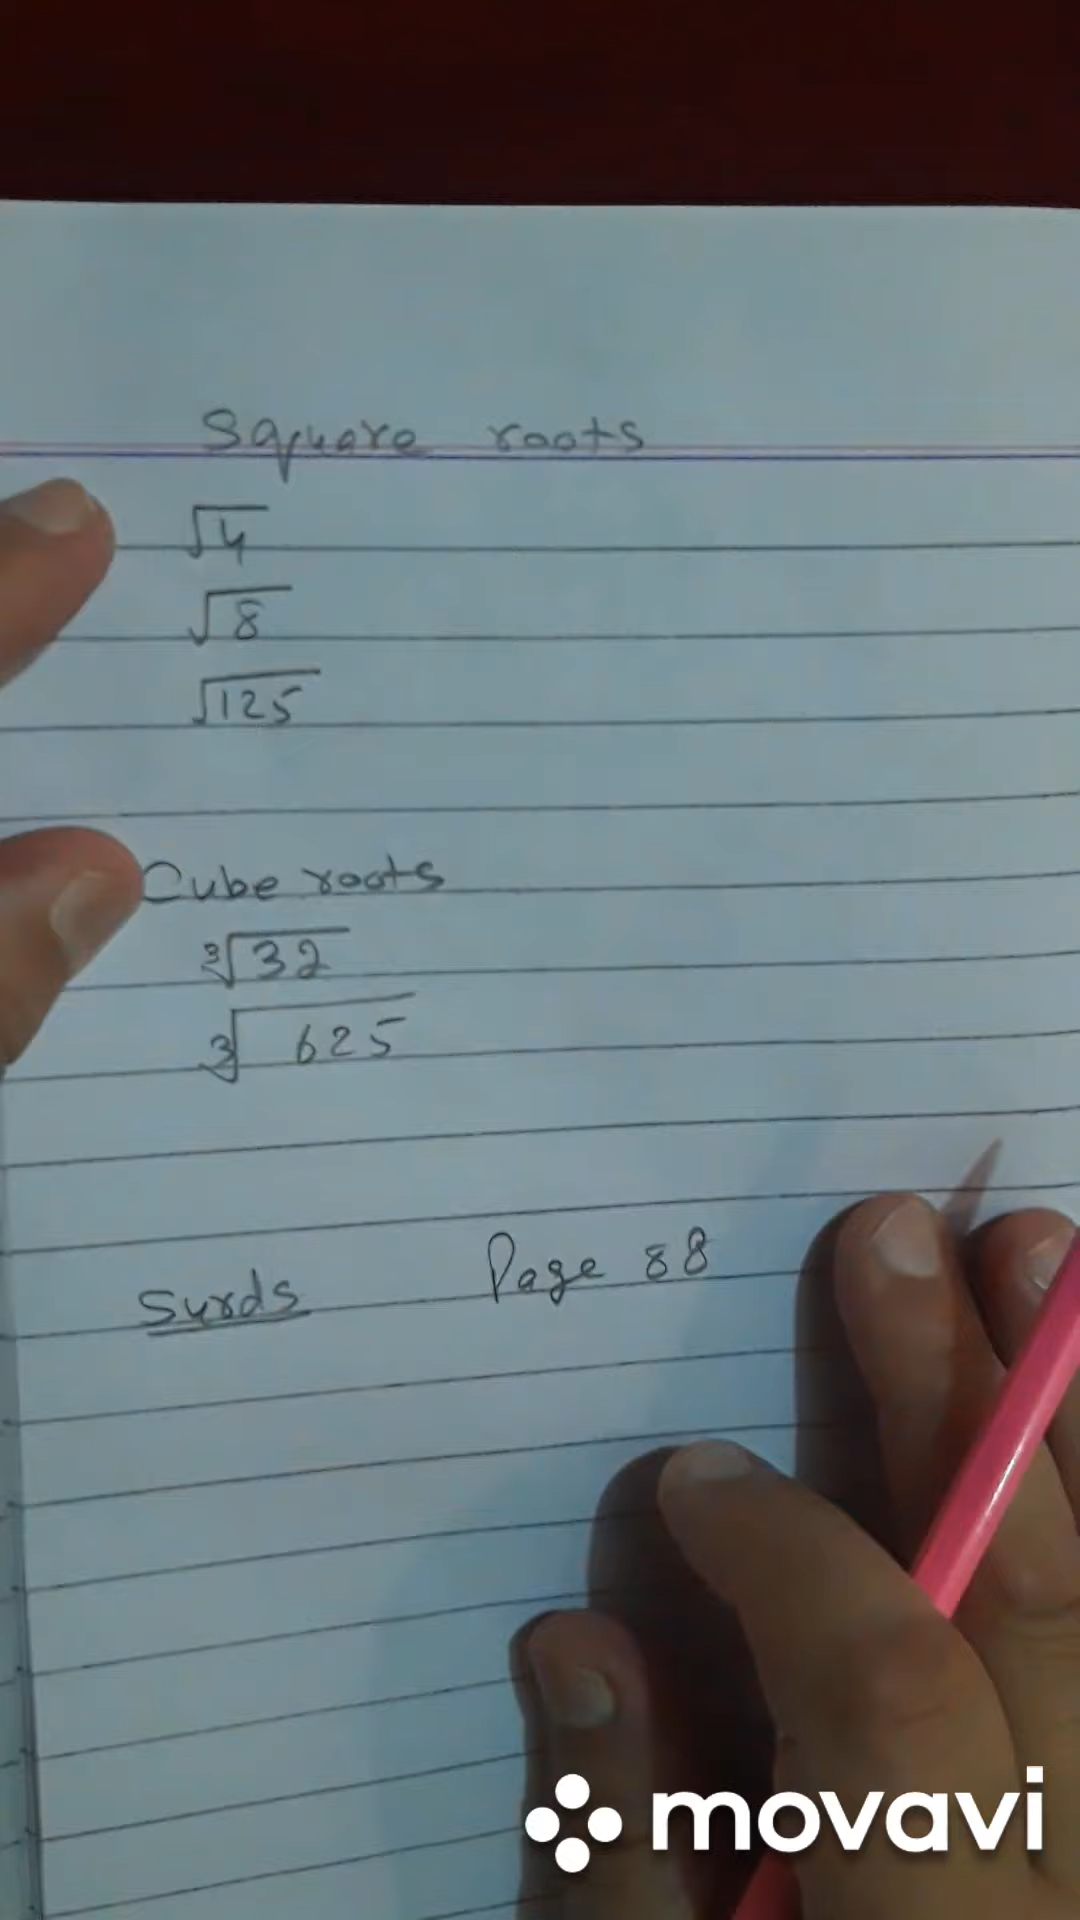 Square roots
√4
√8
√125
Cube roots
∛32
∛625
Surds Page 88
movavi